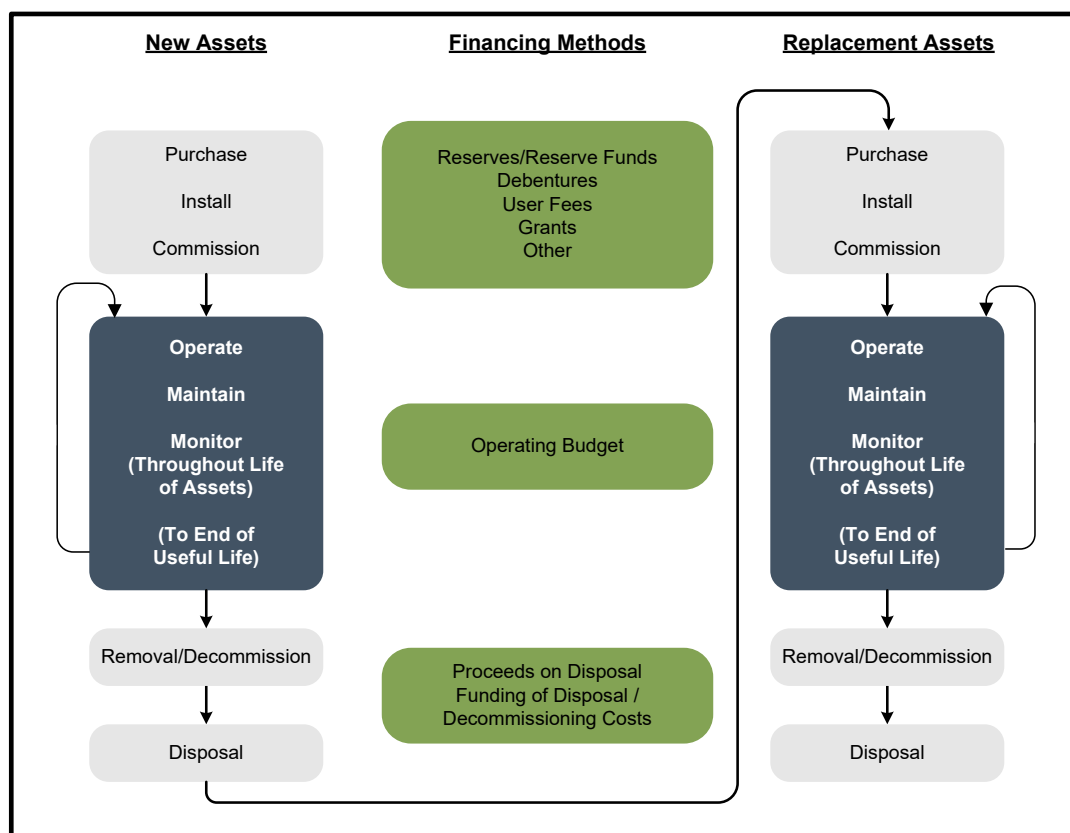 New Assets
Purchase
Install
Commission
Operate
Maintain
Monitor
(Throughout Life
of Assets)
(To End of
Useful Life)
Removal/Decommission
Disposal
Financing Methods
Reserves/Reserve Funds
Debentures
User Fees
Grants
Other
Operating Budget
Proceeds on Disposal
Funding of Disposal /
Decommissioning Costs
Replacement Assets
Purchase
Install
Commission
Operate
Maintain
Monitor
(Throughout Life
of Assets)
(To End of
Useful Life)
Removal/Decommission
Disposal